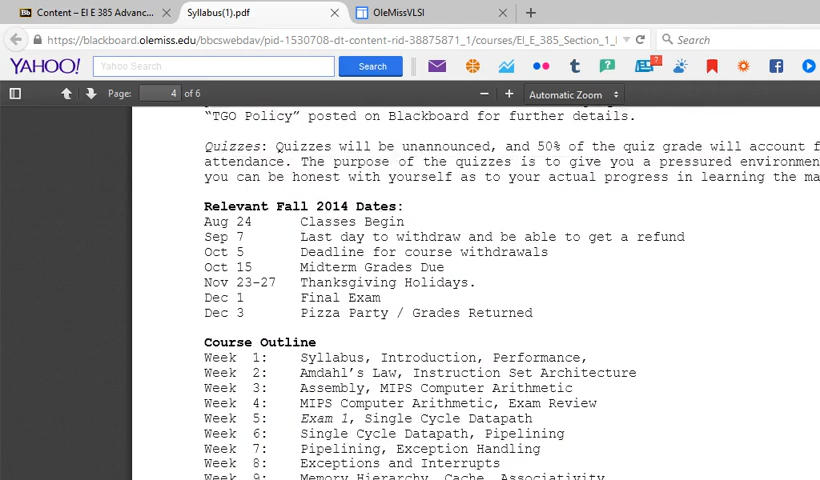 Content – El E 385 Advanc...
Syllabus(1).pdf
OleMissVLSI
https://blackboard.olemiss.edu/bbcswebdav/pid-1530708-dt-content-rid-38875871_1/courses/El_E_385_Section_1_
Search
YAHOO!
Yahoo Search
Search
7
Page: 4 of 6
Automatic Zoom
“TGO Policy” posted on Blackboard for further details.
Quizzes: Quizzes will be unannounced, and 50% of the quiz grade will account f
attendance. The purpose of the quizzes is to give you a pressured environmen
you can be honest with yourself as to your actual progress in learning the ma
Relevant Fall 2014 Dates:
Aug 24 Classes Begin
Sep 7 Last day to withdraw and be able to get a refund
Oct 5 Deadline for course withdrawals
Oct 15 Midterm Grades Due
Nov 23-27 Thanksgiving Holidays.
Dec 1 Final Exam
Dec 3 Pizza Party / Grades Returned
Course Outline
Week 1: Syllabus, Introduction, Performance,
Week 2: Amdahl’s Law, Instruction Set Architecture
Week 3: Assembly, MIPS Computer Arithmetic
Week 4: MIPS Computer Arithmetic, Exam Review
Week 5: Exam 1, Single Cycle Datapath
Week 6: Single Cycle Datapath, Pipelining
Week 7: Pipelining, Exception Handling
Week 8: Exceptions and Interrupts
Week 9: Memory Hierarchy, Cache, Associativity